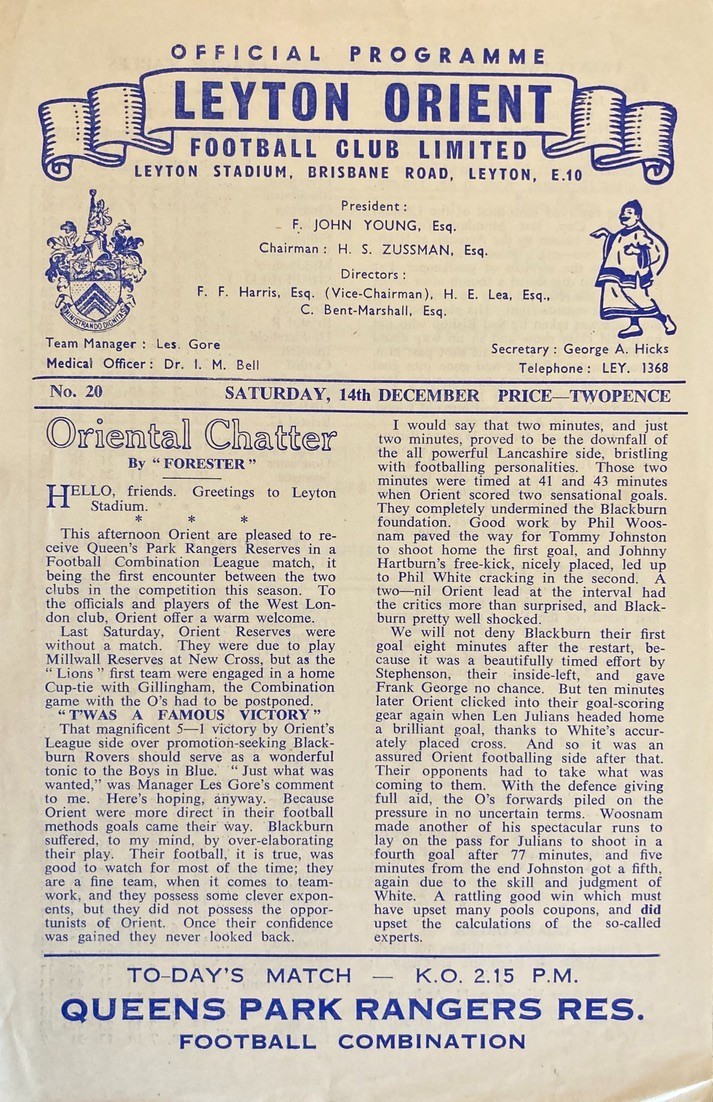 OFFICIAL PROGRAMME
LEYTON ORIENT
FOOTBALL CLUB LIMITED
LEYTON STADIUM, BRISBANE ROAD, LEYTON, E.10
President :
F. JOHN YOUNG, Esq.
Chairman : H. S. ZUSSMAN, Esq.
Directors :
F. F. Harris, Esq. (Vice-Chairman), H. E. Lea, Esq.,
C. Bent-Marshall, Esq.
MINISTRANDO DIGNITAS
Team Manager : Les. Gore
Medical Officer : Dr. I. M. Bell
Secretary : George A. Hicks
Telephone : LEY. 1368
No. 20 SATURDAY, 14th DECEMBER PRICE—TWOPENCE
Oriental Chatter
By “ FORESTER ”
HELLO, friends. Greetings to Leyton
Stadium.
* * *
This afternoon Orient are pleased to re-
ceive Queen's Park Rangers Reserves in a
Football Combination League match, it
being the first encounter between the two
clubs in the competition this season. To
the officials and players of the West Lon-
don club, Orient offer a warm welcome.
Last Saturday, Orient Reserves were
without a match. They were due to play
Millwall Reserves at New Cross, but as the
“ Lions ” first team were engaged in a home
Cup-tie with Gillingham, the Combination
game with the O's had to be postponed.
“ T'WAS A FAMOUS VICTORY ”
That magnificent 5—1 victory by Orient's
League side over promotion-seeking Black-
burn Rovers should serve as a wonderful
tonic to the Boys in Blue. “ Just what was
wanted,” was Manager Les Gore's comment
to me. Here's hoping, anyway. Because
Orient were more direct in their football
methods goals came their way. Blackburn
suffered, to my mind, by over-elaborating
their play. Their football, it is true, was
good to watch for most of the time; they
are a fine team, when it comes to team-
work, and they possess some clever expon-
ents, but they did not possess the oppor-
tunists of Orient. Once their confidence
was gained they never looked back.
I would say that two minutes, and just
two minutes, proved to be the downfall of
the all powerful Lancashire side, bristling
with footballing personalities. Those two
minutes were timed at 41 and 43 minutes
when Orient scored two sensational goals.
They completely undermined the Blackburn
foundation. Good work by Phil Woos-
nam paved the way for Tommy Johnston
to shoot home the first goal, and Johnny
Hartburn's free-kick, nicely placed, led up
to Phil White cracking in the second. A
two—nil Orient lead at the interval had
the critics more than surprised, and Black-
burn pretty well shocked.
We will not deny Blackburn their first
goal eight minutes after the restart, be-
cause it was a beautifully timed effort by
Stephenson, their inside-left, and gave
Frank George no chance. But ten minutes
later Orient clicked into their goal-scoring
gear again when Len Julians headed home
a brilliant goal, thanks to White's accur-
ately placed cross. And so it was an
assured Orient footballing side after that.
Their opponents had to take what was
coming to them. With the defence giving
full aid, the O's forwards piled on the
pressure in no uncertain terms. Woosnam
made another of his spectacular runs to
lay on the pass for Julians to shoot in a
fourth goal after 77 minutes, and five
minutes from the end Johnston got a fifth,
again due to the skill and judgment of
White. A rattling good win which must
have upset many pools coupons, and did
upset the calculations of the so-called
experts.
TO-DAY'S MATCH — K.O. 2.15 P.M.
QUEENS PARK RANGERS RES.
FOOTBALL COMBINATION